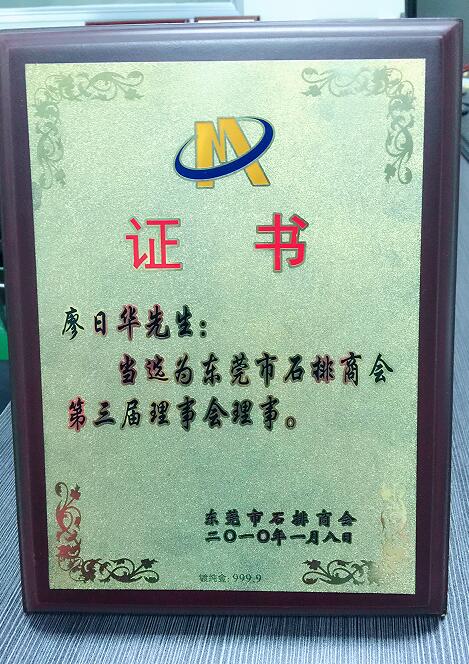 证书
廖日华先生：
当选为东莞市石排商会
第三届理事会理事。
东莞市石排商会
二〇一〇年一月八日
镀纯金：999.9